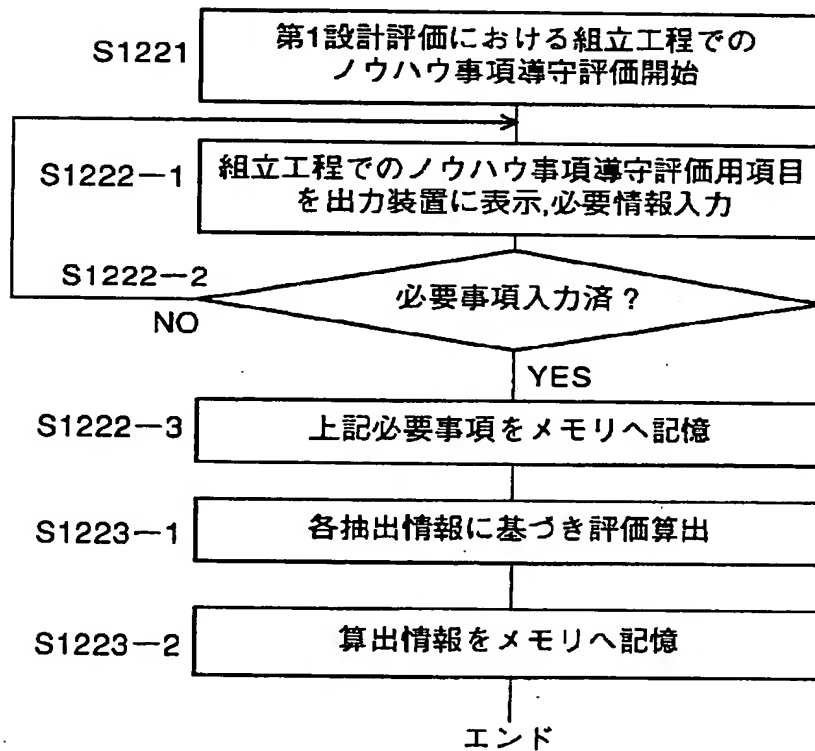 S1221
第1設計評価における組立工程での
ノウハウ事項導守評価開始
S1222－1
組立工程でのノウハウ事項導守評価用項目
を出力装置に表示,必要情報入力
S1222－2
必要事項入力済？
NO
YES
S1222－3
上記必要事項をメモリへ記憶
S1223－1
各抽出情報に基づき評価算出
S1223－2
算出情報をメモリへ記憶
エンド